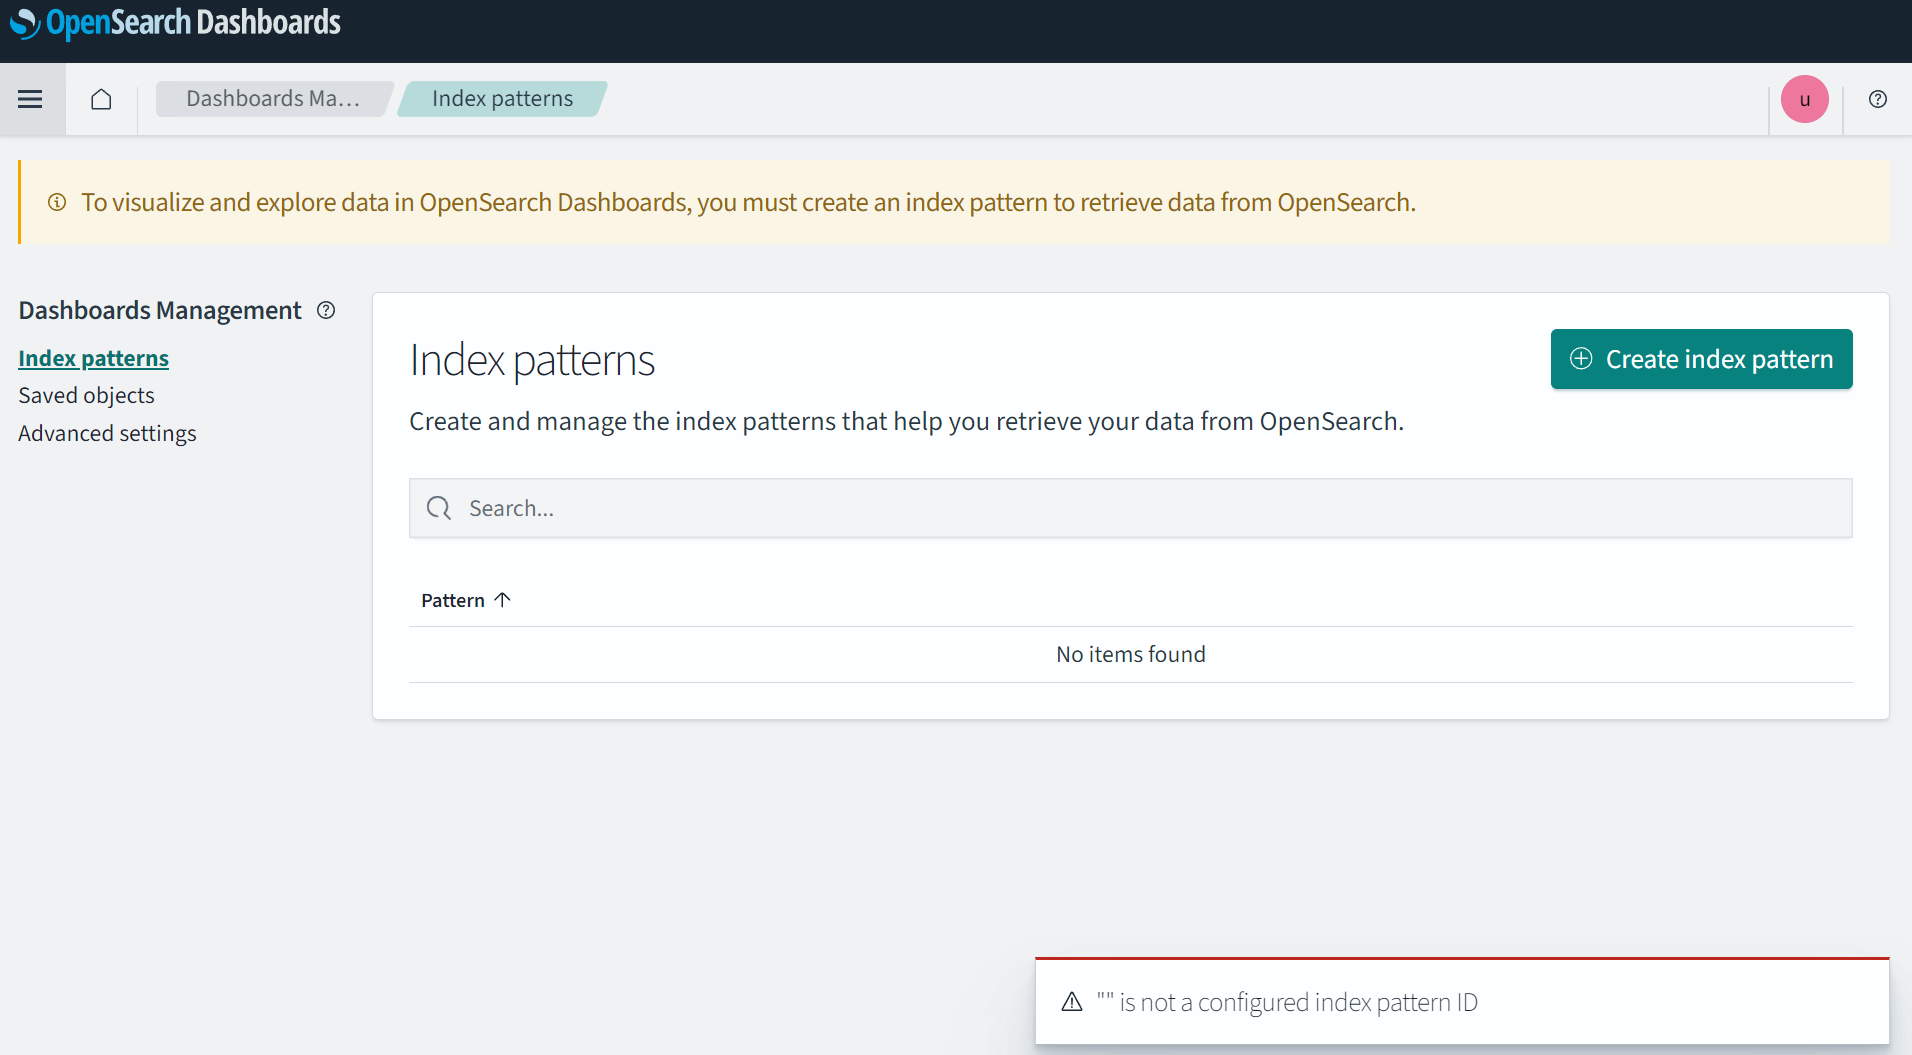 OpenSearch Dashboards
Dashboards Ma...
Index patterns
u
To visualize and explore data in OpenSearch Dashboards, you must create an index pattern to retrieve data from OpenSearch.
Dashboards Management
Index patterns
Saved objects
Advanced settings
Index patterns
Create index pattern
Create and manage the index patterns that help you retrieve your data from OpenSearch.
Search...
Pattern
No items found
"" is not a configured index pattern ID